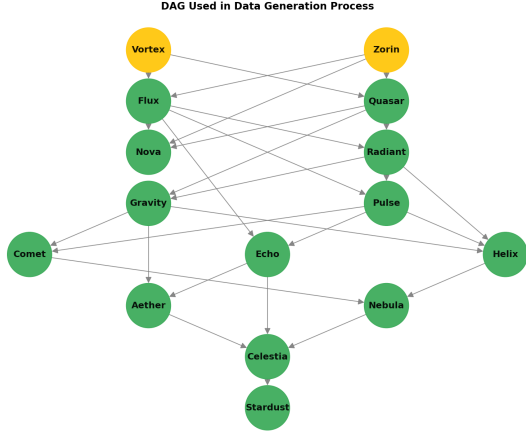 DAG Used in Data Generation Process
Vortex
Zorin
Flux
Quasar
Nova
Radiant
Gravity
Pulse
Comet
Echo
Helix
Aether
Nebula
Celestia
Stardust